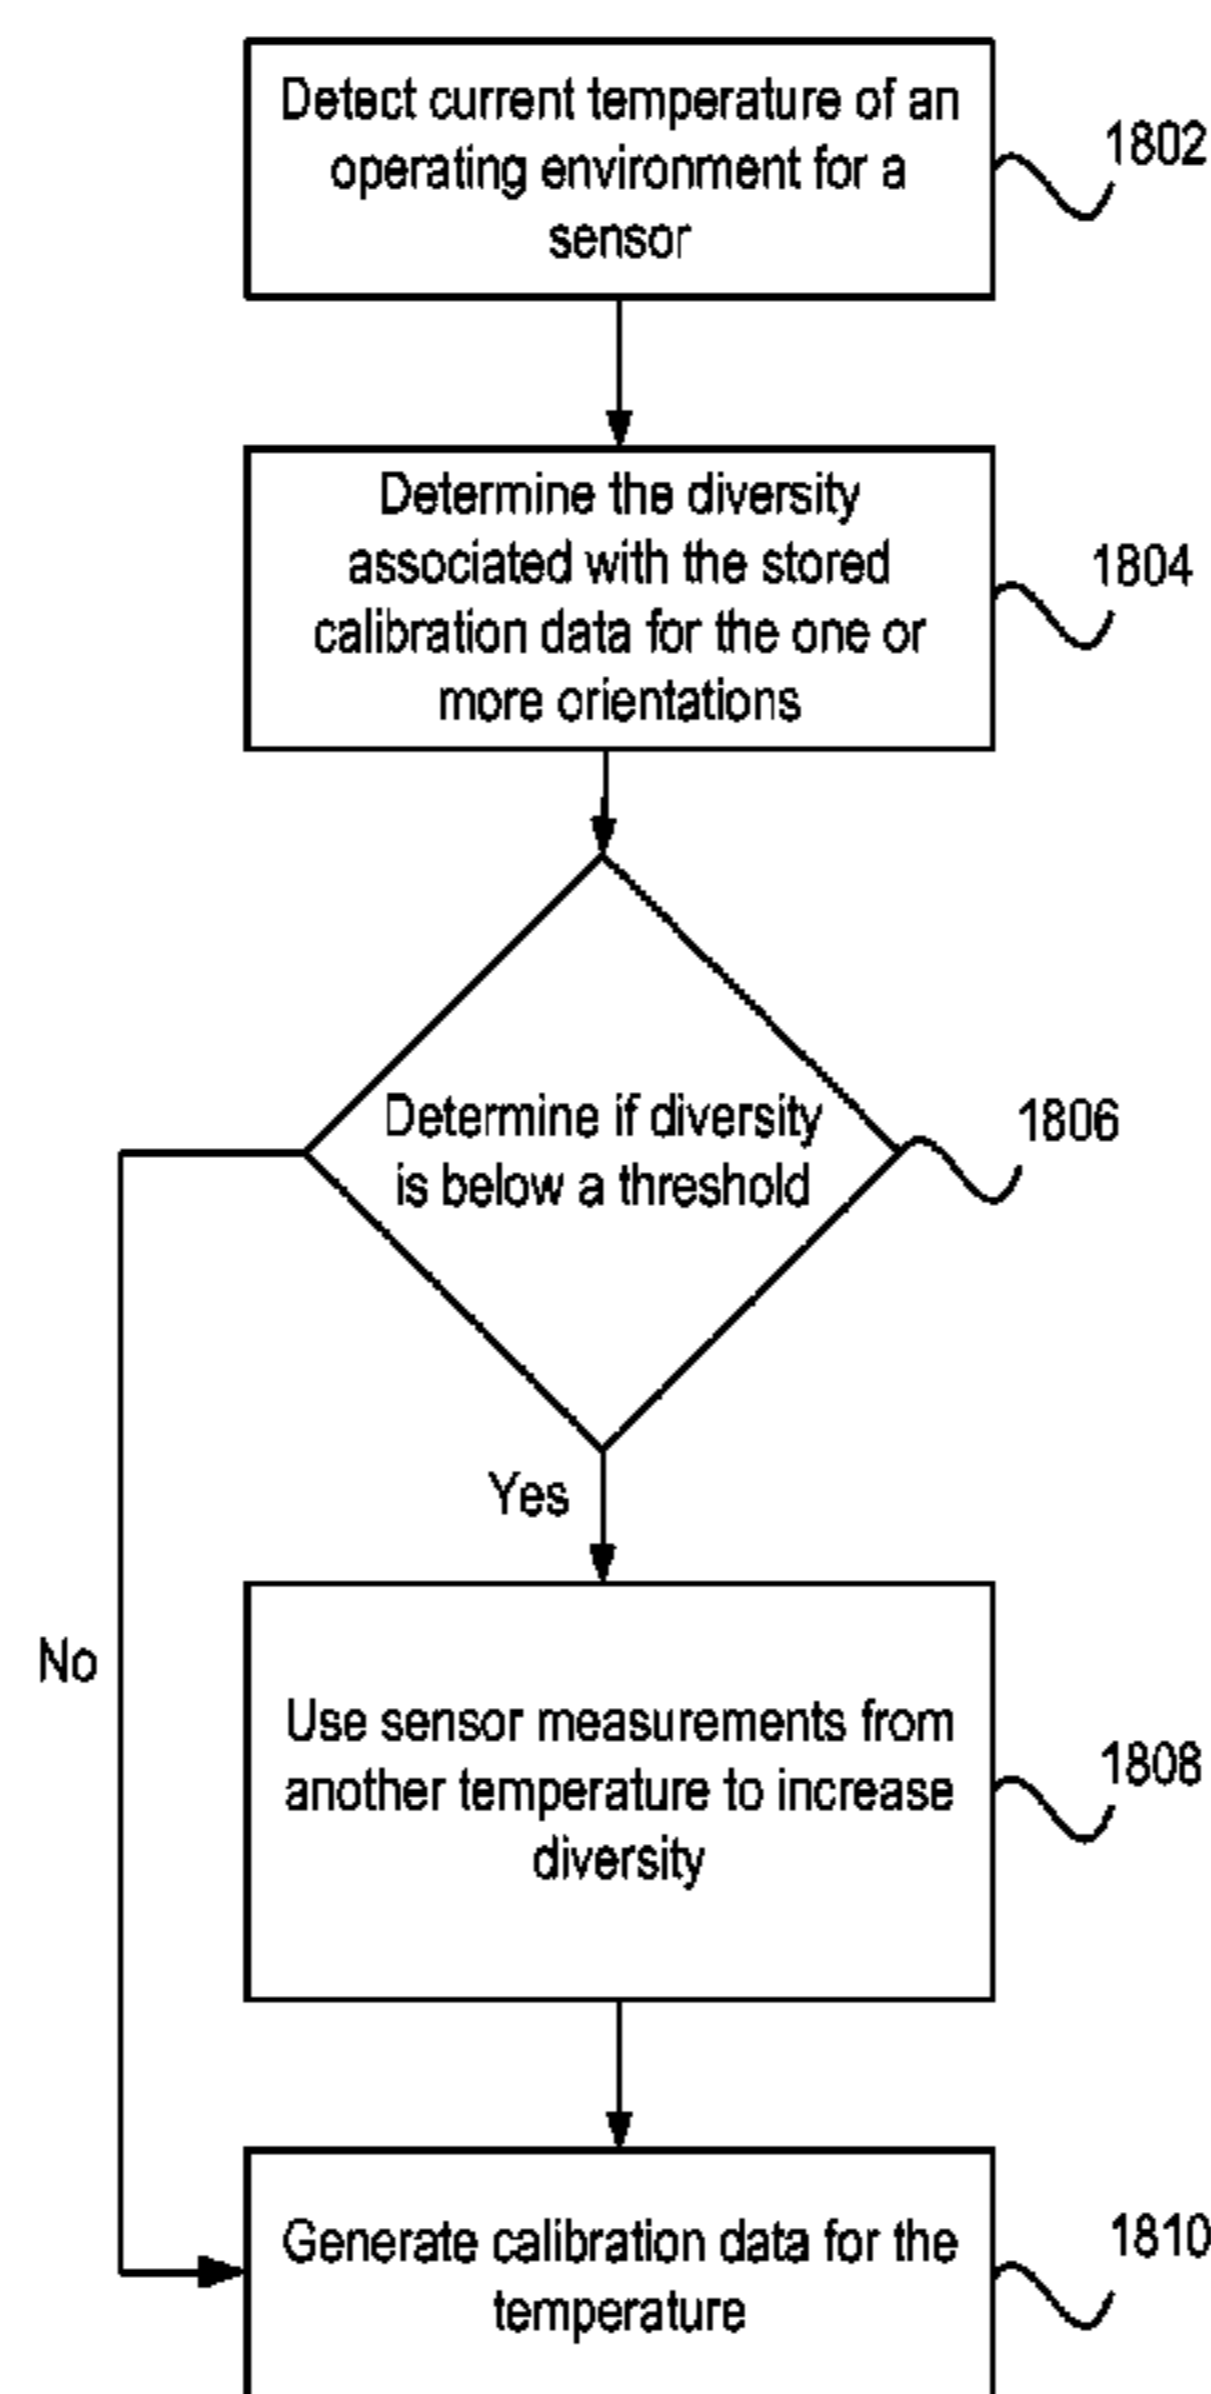 Detect current temperature of an
operating environment for a
sensor
1802
Determine the diversity
associated with the stored
calibration data for the one or
more orientations
1804
Determine if diversity
is below a threshold
1806
Yes
No
Use sensor measurements from
another temperature to increase
diversity
1808
Generate calibration data for the
temperature
1810